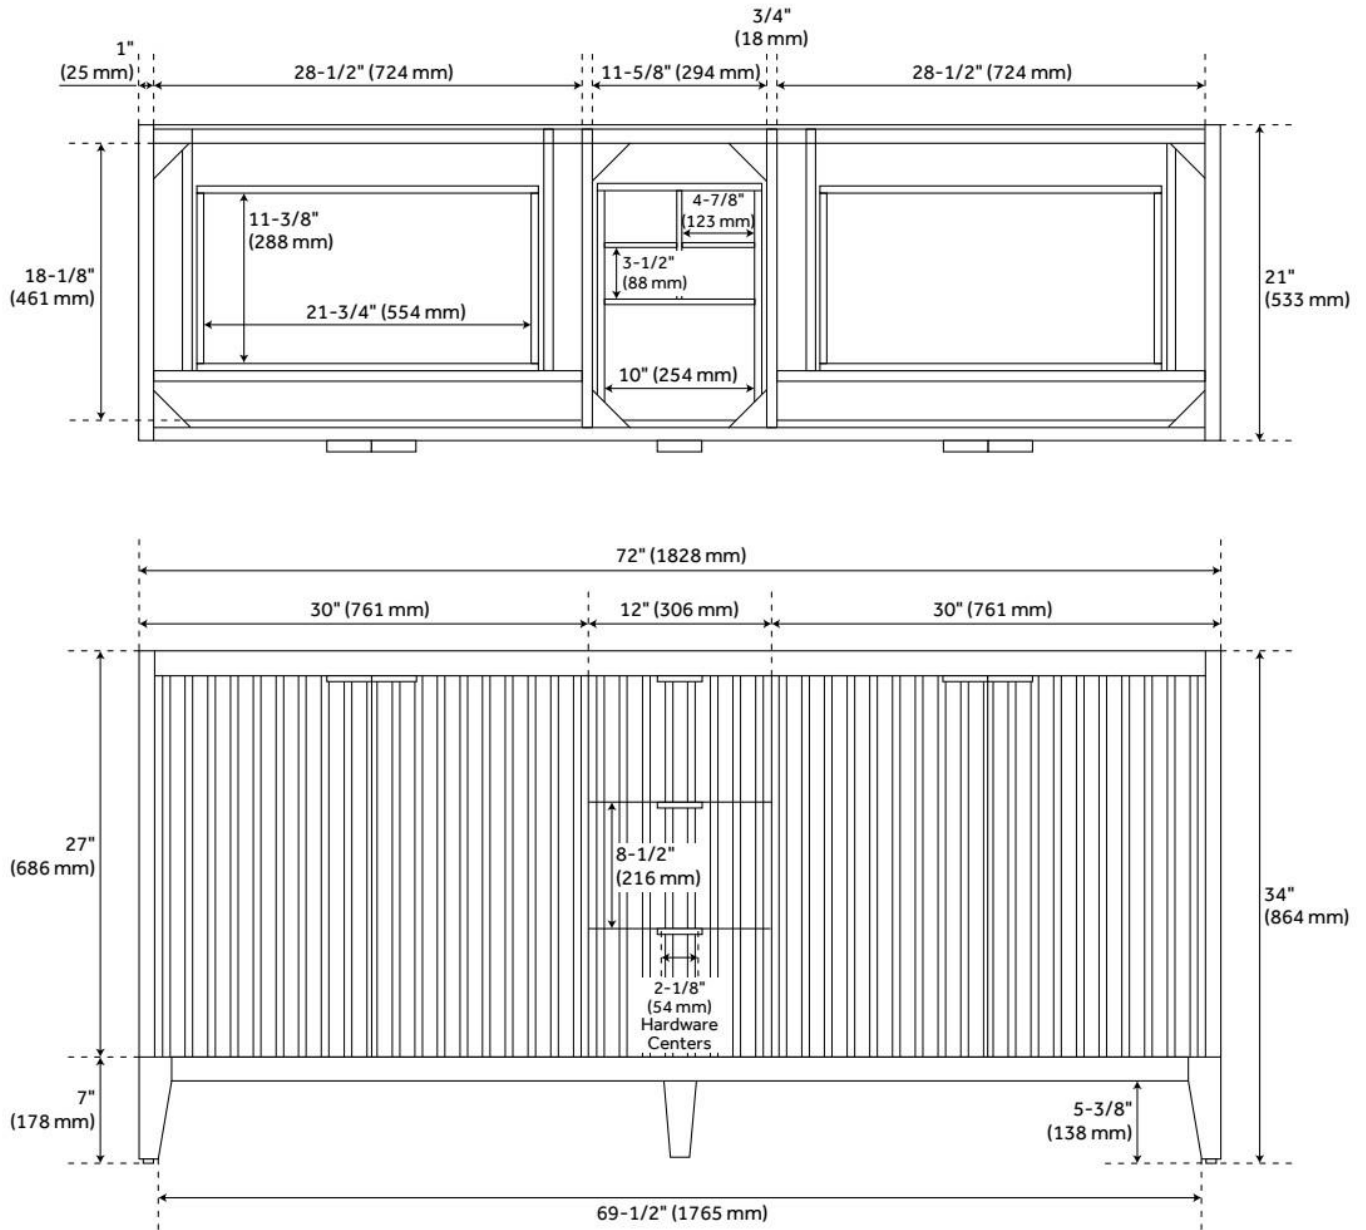 3/4"
(18 mm)
1"
(25 mm)
28-1/2" (724 mm)
11-5/8" (294 mm)
28-1/2" (724 mm)
11-3/8"
(288 mm)
4-7/8"
(123 mm)
18-1/8"
(461 mm)
3-1/2"
(88 mm)
21"
(533 mm)
21-3/4" (554 mm)
10" (254 mm)
72" (1828 mm)
30" (761 mm)
12" (306 mm)
30" (761 mm)
27"
(686 mm)
8-1/2"
(216 mm)
34"
(864 mm)
2-1/8"
(54 mm)
Hardware
Centers
7"
(178 mm)
5-3/8"
(138 mm)
69-1/2" (1765 mm)